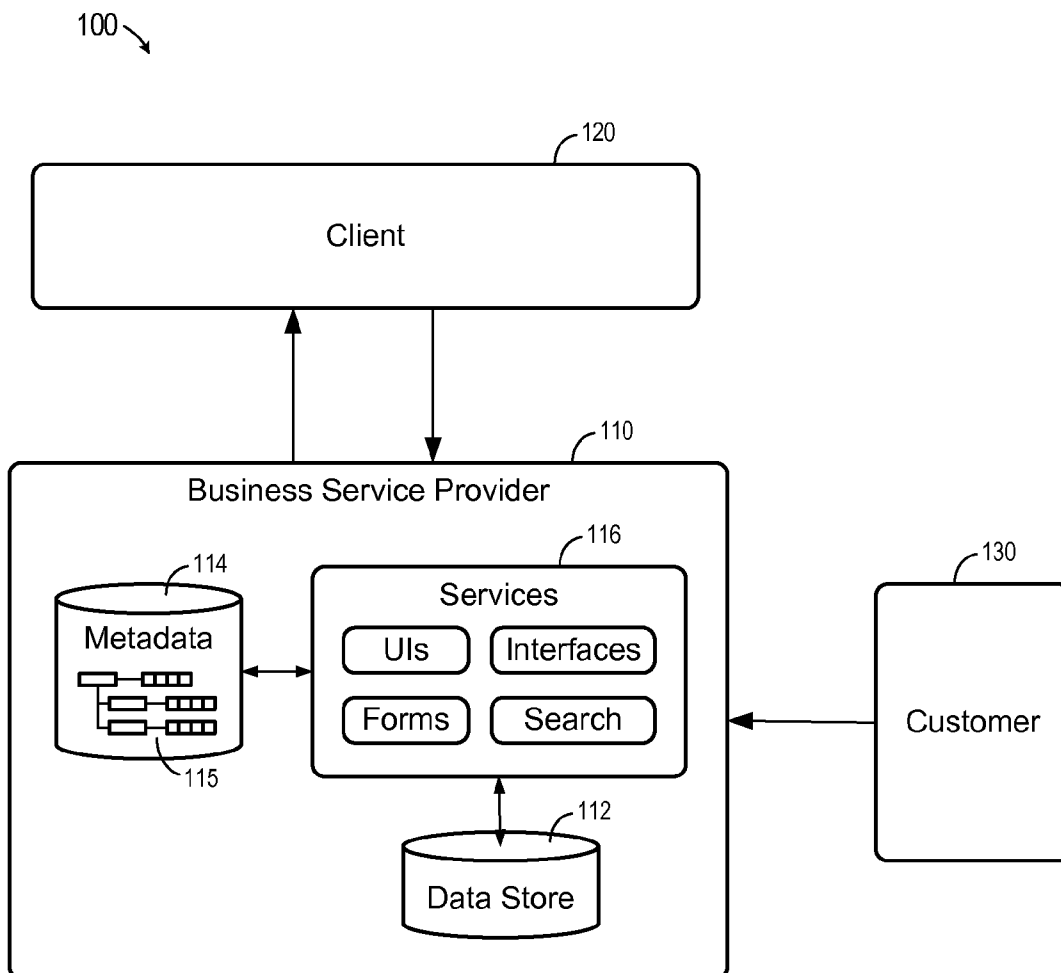 100
120
Client
110
Business Service Provider
114
116
130
Metadata
Services
UIs
Interfaces
Forms
Search
Customer
115
112
Data Store